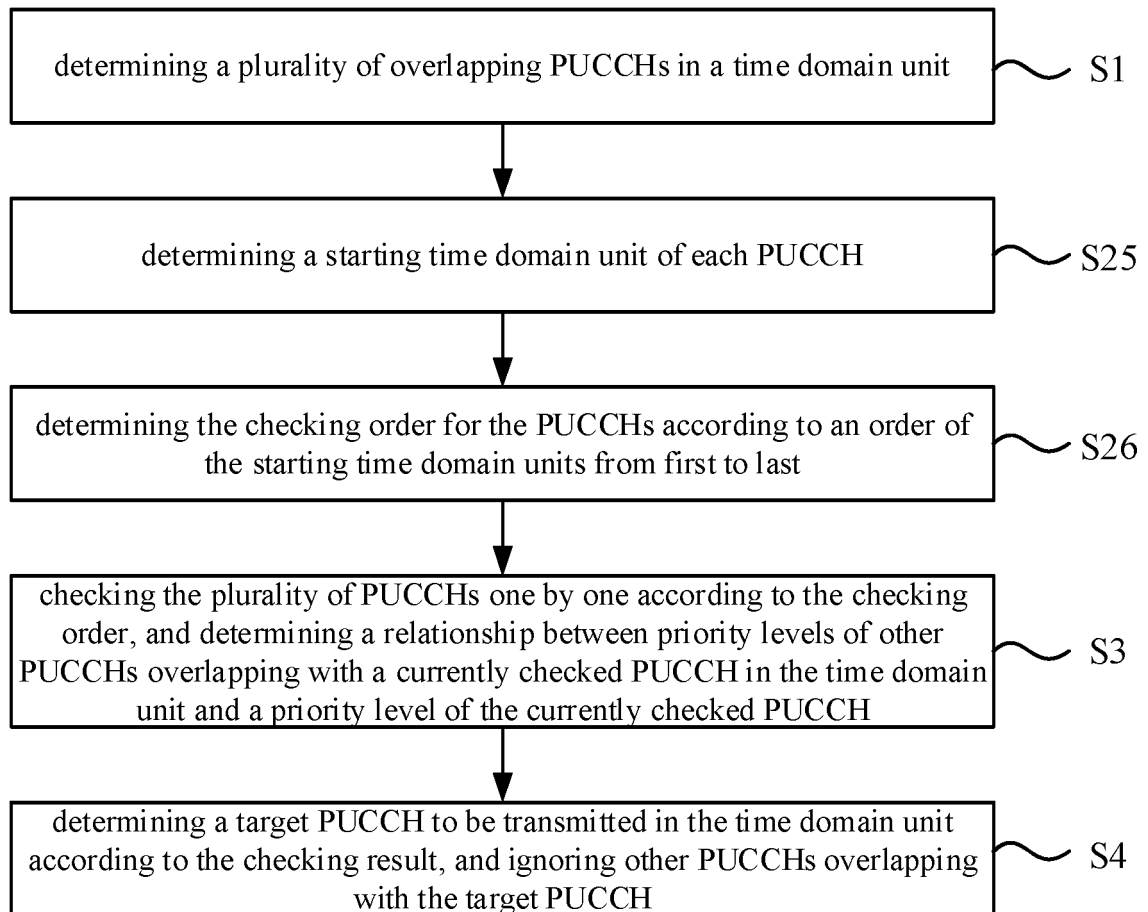 determining a plurality of overlapping PUCCHs in a time domain unit
S1
determining a starting time domain unit of each PUCCH
S25
determining the checking order for the PUCCHs according to an order of
the starting time domain units from first to last
S26
checking the plurality of PUCCHs one by one according to the checking
order, and determining a relationship between priority levels of other
PUCCHs overlapping with a currently checked PUCCH in the time domain
unit and a priority level of the currently checked PUCCH
S3
determining a target PUCCH to be transmitted in the time domain unit
according to the checking result, and ignoring other PUCCHs overlapping
with the target PUCCH
S4